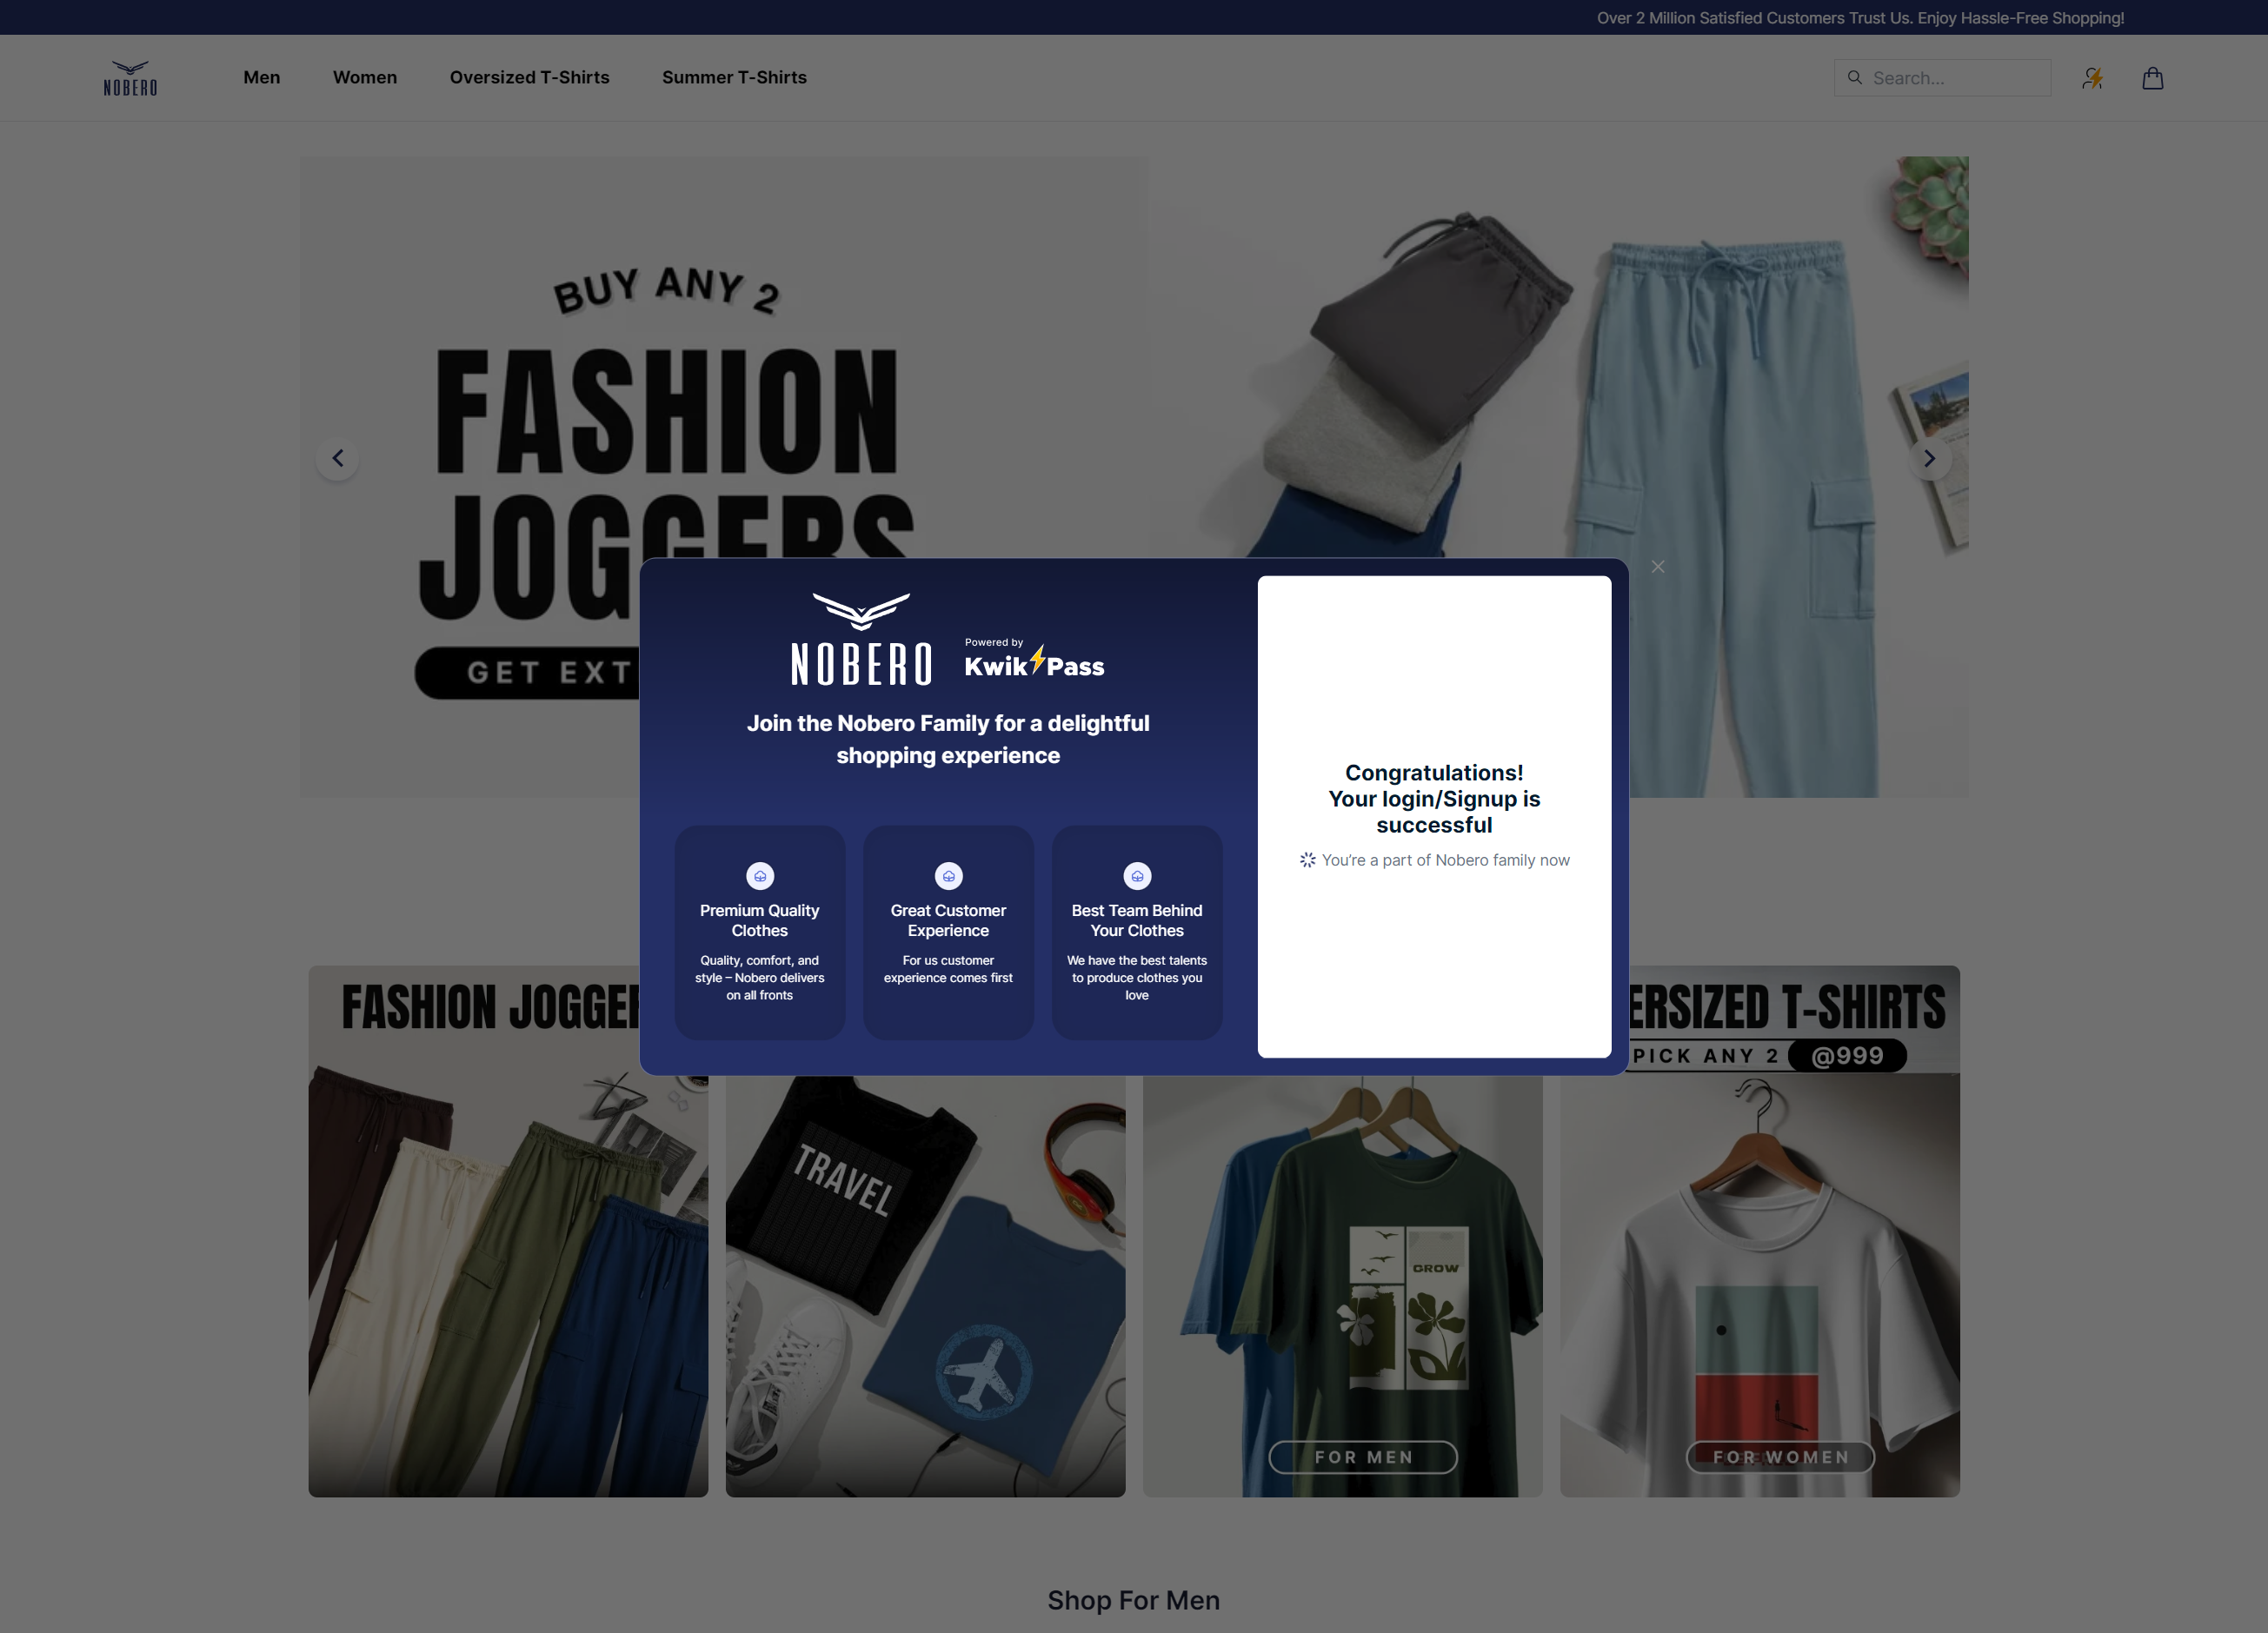 Over 2 Million Satisfied Customers Trust Us. Enjoy Hassle-Free Shopping!
NOBERO
Men
Women
Oversized T-Shirts
Summer T-Shirts
Search...
BUY ANY 2
FASHION
JOGGERS
GET EXT
NOBERO
Powered by
KwikPass
Join the Nobero Family for a delightful
shopping experience
Premium Quality
Clothes
Quality, comfort, and
style – Nobero delivers
on all fronts
Great Customer
Experience
For us customer
experience comes first
Best Team Behind
Your Clothes
We have the best talents
to produce clothes you
love
Congratulations!
Your login/Signup is
successful
You’re a part of Nobero family now
FASHION JOGGER
TRAVEL
GROW
FOR MEN
ERSIZED T-SHIRTS
PICK ANY 2 @999
FOR WOMEN
Shop For Men